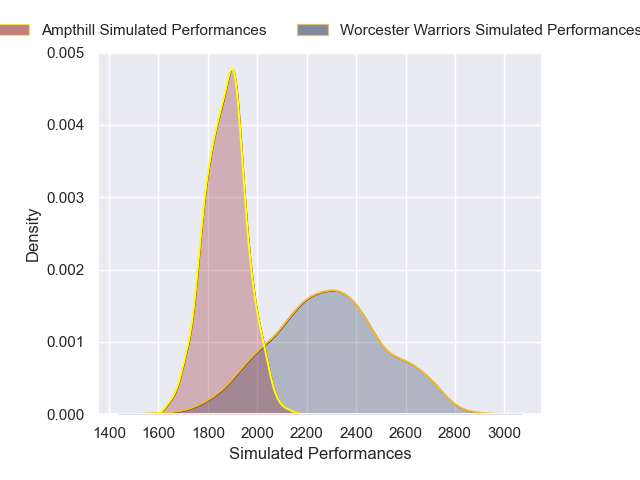 Ampthill Simulated Performances Worcester Warriors Simulated Performances
0.005
0.004
0.003
0.002
0.001
0.000
Density
1400 1600 1800 2000 2200 2400 2600 2800 3000
Simulated Performances